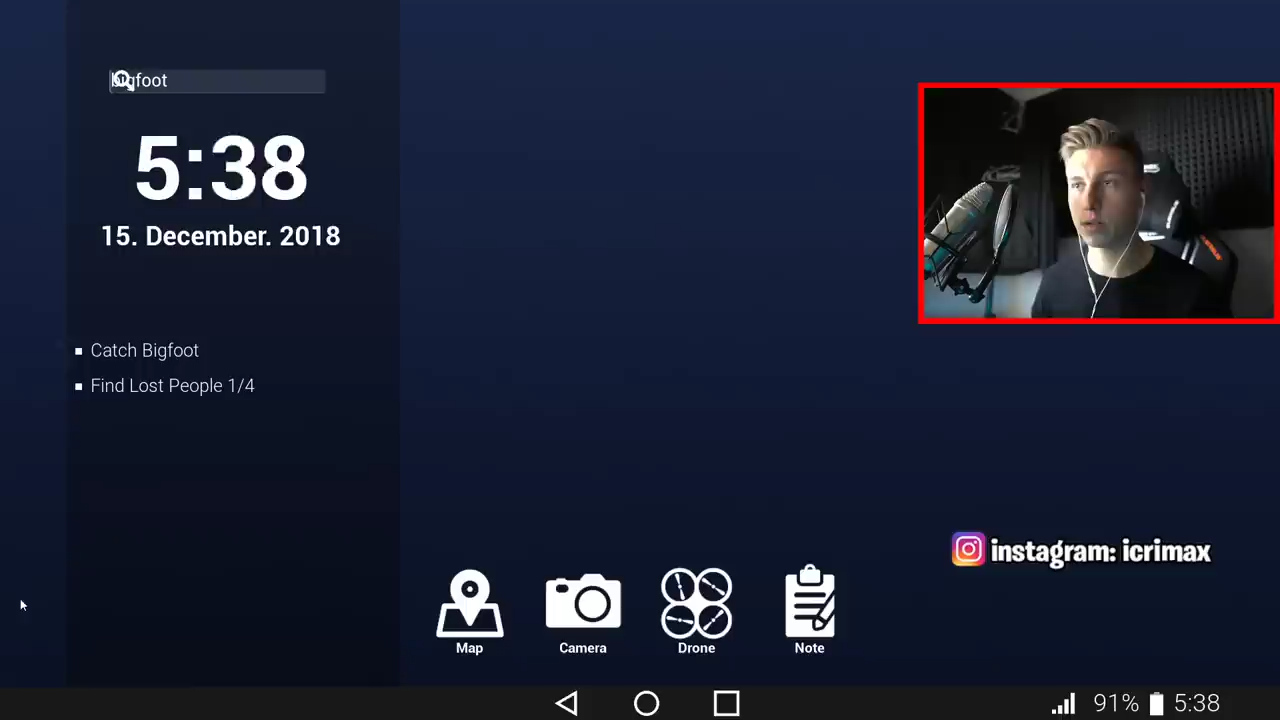 bigfoot
5:38
15. December. 2018
Catch Bigfoot
Find Lost People 1/4
instagram: icrimax
Map
Camera
Drone
Note
91%
5:38